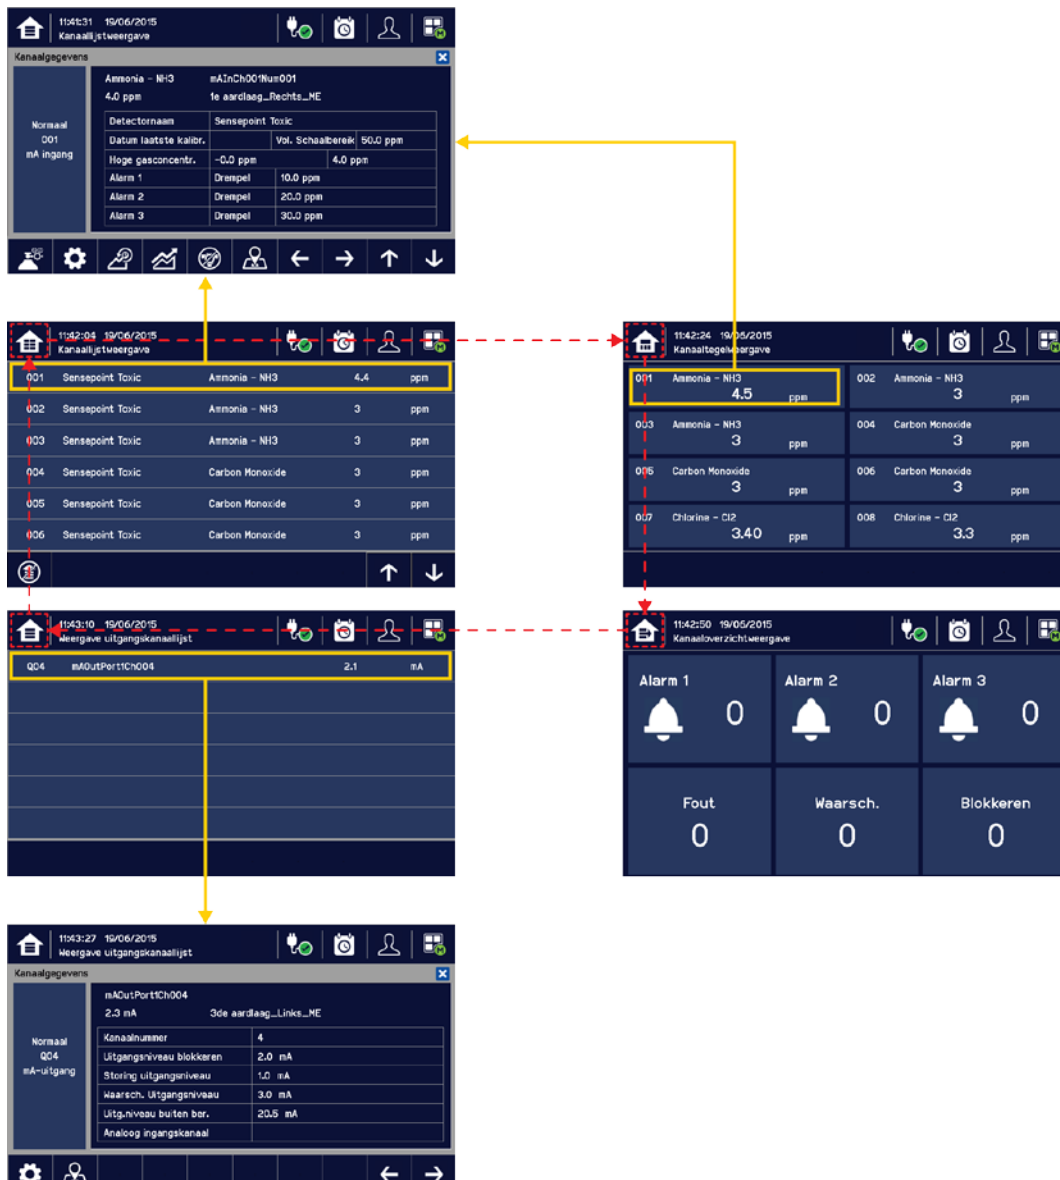 11:41:31 19/06/2015
Kanaallijstweergave
Kanaalgegevens
Normaal
001
mA ingang
Ammonia - NH3 mAInCh001Num001
4.0 ppm 1e aardlaag_Rechts_ME
Detectornaam Sensepoint Toxic
Datum laatste kalibr. Vol. Schaalbereik 50.0 ppm
Hoge gasconcentr. -0.0 ppm 4.0 ppm
Alarm 1 Drempel 10.0 ppm
Alarm 2 Drempel 20.0 ppm
Alarm 3 Drempel 30.0 ppm
11:42:04 19/06/2015
Kanaallijstweergave
001 Sensepoint Toxic Ammonia - NH3 4.4 ppm
002 Sensepoint Toxic Ammonia - NH3 3 ppm
003 Sensepoint Toxic Ammonia - NH3 3 ppm
004 Sensepoint Toxic Carbon Monoxide 3 ppm
005 Sensepoint Toxic Carbon Monoxide 3 ppm
006 Sensepoint Toxic Carbon Monoxide 3 ppm
11:42:24 19/06/2015
Kanaaltegelweergave
001 Ammonia - NH3 4.5 ppm
002 Ammonia - NH3 3 ppm
003 Ammonia - NH3 3 ppm
004 Carbon Monoxide 3 ppm
005 Carbon Monoxide 3 ppm
006 Carbon Monoxide 3 ppm
007 Chlorine - Cl2 3.40 ppm
008 Chlorine - Cl2 3.3 ppm
11:43:10 19/06/2015
Weergave uitgangskanaallijst
Q04 mAOutPort1Ch004 2.1 mA
11:42:50 19/06/2015
Kanaaloverzichtweergave
Alarm 1 0
Alarm 2 0
Alarm 3 0
Fout 0
Waarsch. 0
Blokkeren 0
11:43:27 19/06/2015
Weergave uitgangskanaallijst
Kanaalgegevens
Normaal
Q04
mA-uitgang
mAOutPort1Ch004
2.3 mA 3de aardlaag_Links_ME
Kanaalnummer 4
Uitgangsniveau blokkeren 2.0 mA
Storing uitgangsniveau 1.0 mA
Waarsch. Uitgangsniveau 3.0 mA
Uitg.niveau buiten ber. 20.5 mA
Analoog ingangskanaal